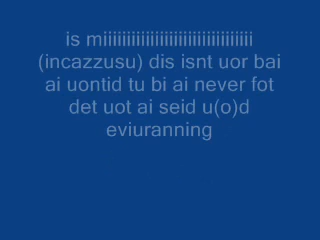 is miiiiiiiiiiiiiiiiiiiiiiiiiiiiiiii
(incazzusu) dis isnt uor bai
ai uontid tu bi ai never fot
det uot ai seid u(o)d
eviuranning